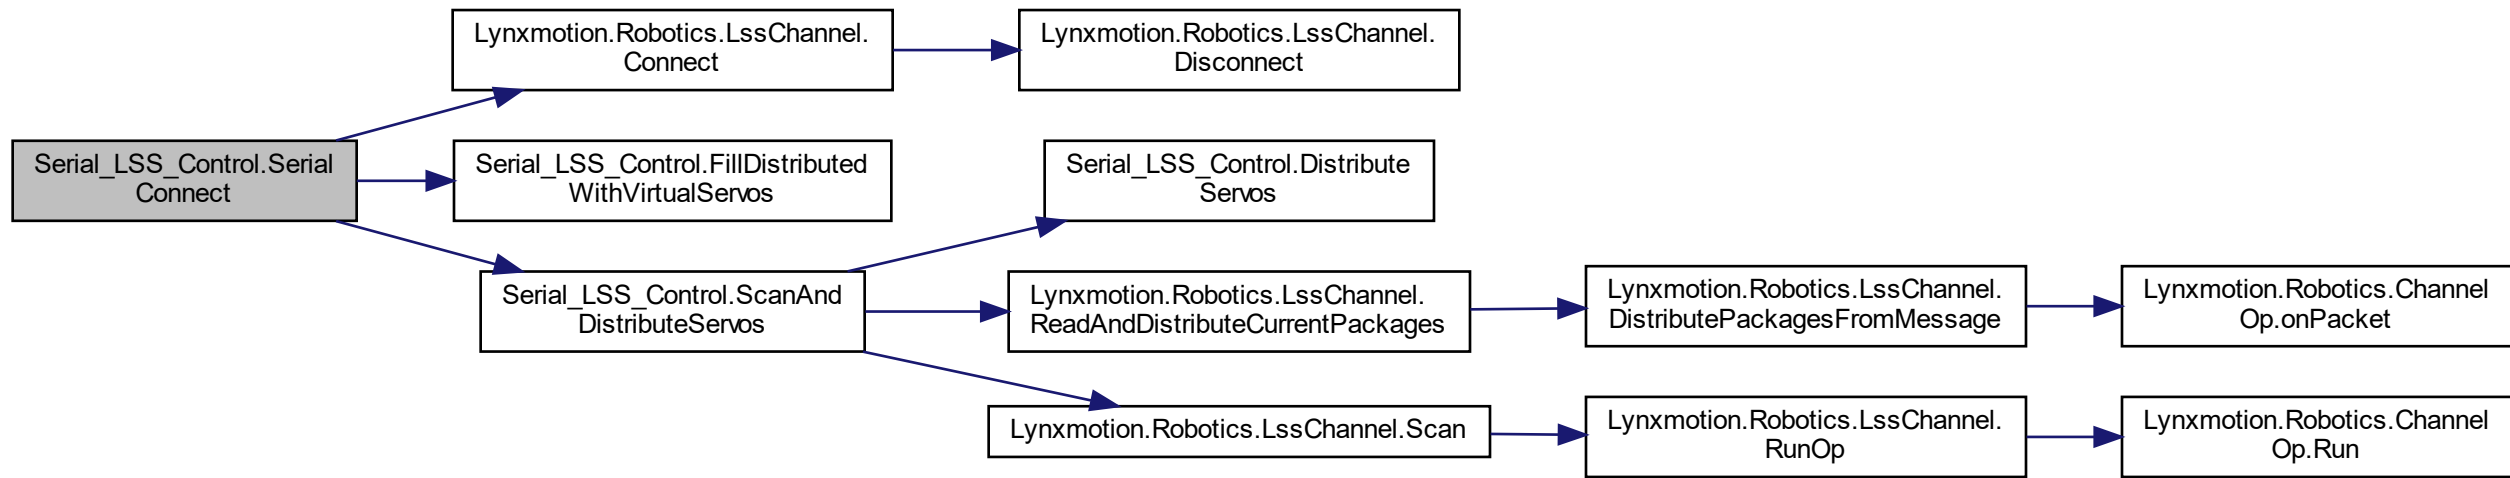 Lynxmotion.Robotics.LssChannel.
Connect
Lynxmotion.Robotics.LssChannel.
Disconnect
Serial_LSS_Control.Serial
Connect
Serial_LSS_Control.FillDistributed
WithVirtualServos
Serial_LSS_Control.Distribute
Servos
Serial_LSS_Control.ScanAnd
DistributeServos
Lynxmotion.Robotics.LssChannel.
ReadAndDistributeCurrentPackages
Lynxmotion.Robotics.LssChannel.
DistributePackagesFromMessage
Lynxmotion.Robotics.Channel
Op.onPacket
Lynxmotion.Robotics.LssChannel.Scan
Lynxmotion.Robotics.LssChannel.
RunOp
Lynxmotion.Robotics.Channel
Op.Run